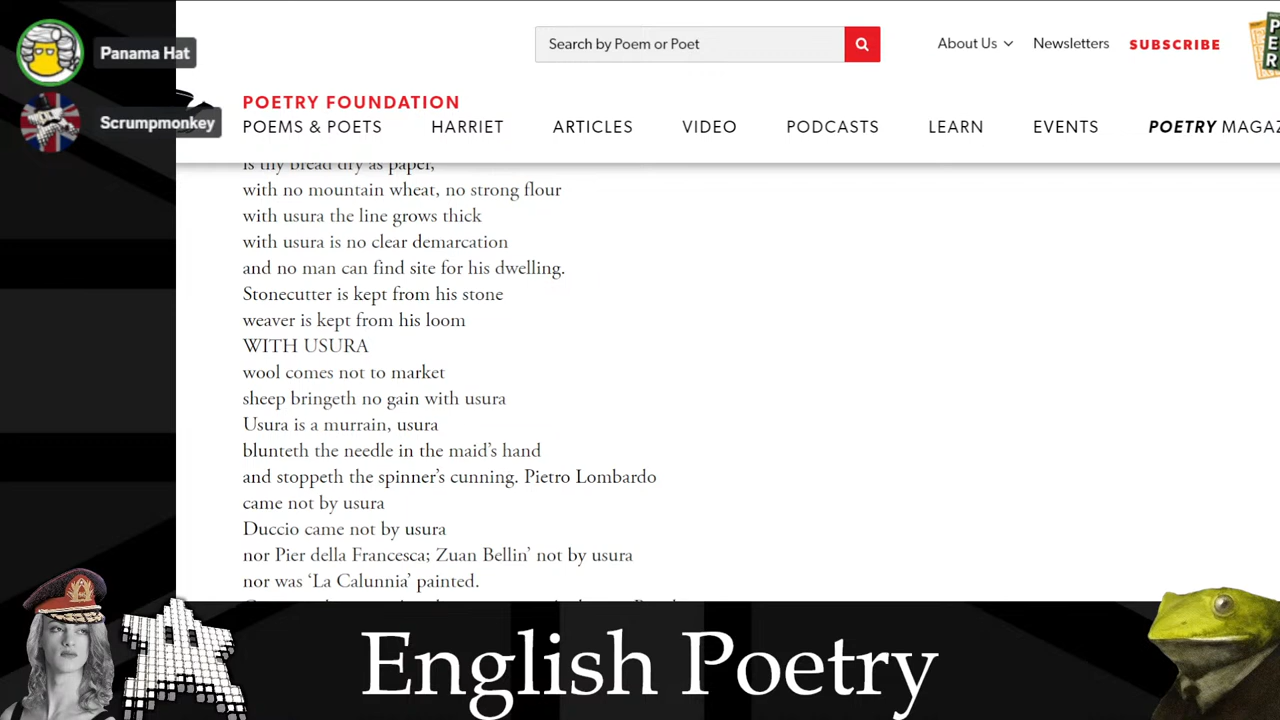 Panama Hat
Scrumpmonkey
Search by Poem or Poet
About Us
Newsletters
SUBSCRIBE
POETRY FOUNDATION
POEMS & POETS
HARRIET
ARTICLES
VIDEO
PODCASTS
LEARN
EVENTS
POETRY MAGAZ
is thy bread dry as paper,
with no mountain wheat, no strong flour
with usura the line grows thick
with usura is no clear demarcation
and no man can find site for his dwelling.
Stonecutter is kept from his stone
weaver is kept from his loom
WITH USURA
wool comes not to market
sheep bringeth no gain with usura
Usura is a murrain, usura
blunteth the needle in the maid’s hand
and stoppeth the spinner’s cunning. Pietro Lombardo
came not by usura
Duccio came not by usura
nor Pier della Francesca; Zuan Bellin’ not by usura
nor was ‘La Calunnia’ painted.
English Poetry